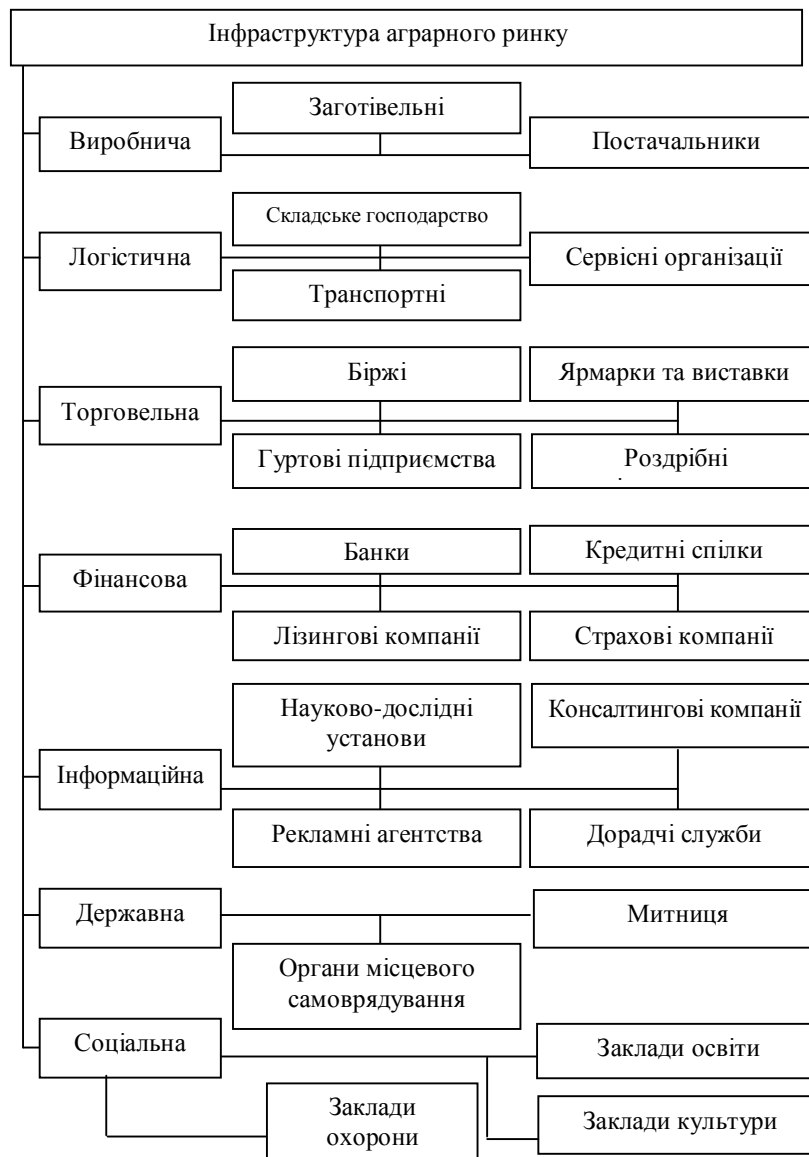 Інфраструктура аграрного ринку
Заготівельні
Виробнича
Постачальники
Складське господарство
Логістична
Сервісні організації
Транспортні
Біржі
Ярмарки та виставки
Торговельна
Гуртові підприємства
Роздрібні
Банки
Кредитні спілки
Фінансова
Лізингові компанії
Страхові компанії
Науково-дослідні
установи
Консалтингові компанії
Інформаційна
Рекламні агентства
Дорадчі служби
Державна
Митниця
Органи місцевого
самоврядування
Соціальна
Заклади освіти
Заклади
охорони
Заклади культури